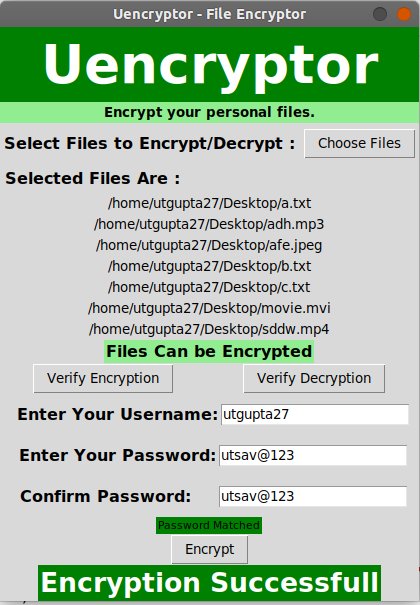 Uencryptor - File Encryptor
Uencryptor
Encrypt your personal files.
Select Files to Encrypt/Decrypt : Choose Files
Selected Files Are :
/home/utgupta27/Desktop/a.txt
/home/utgupta27/Desktop/adh.mp3
/home/utgupta27/Desktop/afe.jpeg
/home/utgupta27/Desktop/b.txt
/home/utgupta27/Desktop/c.txt
/home/utgupta27/Desktop/movie.mvi
/home/utgupta27/Desktop/sddw.mp4
Files Can be Encrypted
Verify Encryption Verify Decryption
Enter Your Username: utgupta27
Enter Your Password: utsav@123
Confirm Password: utsav@123
Password Matched
Encrypt
Encryption Successfull